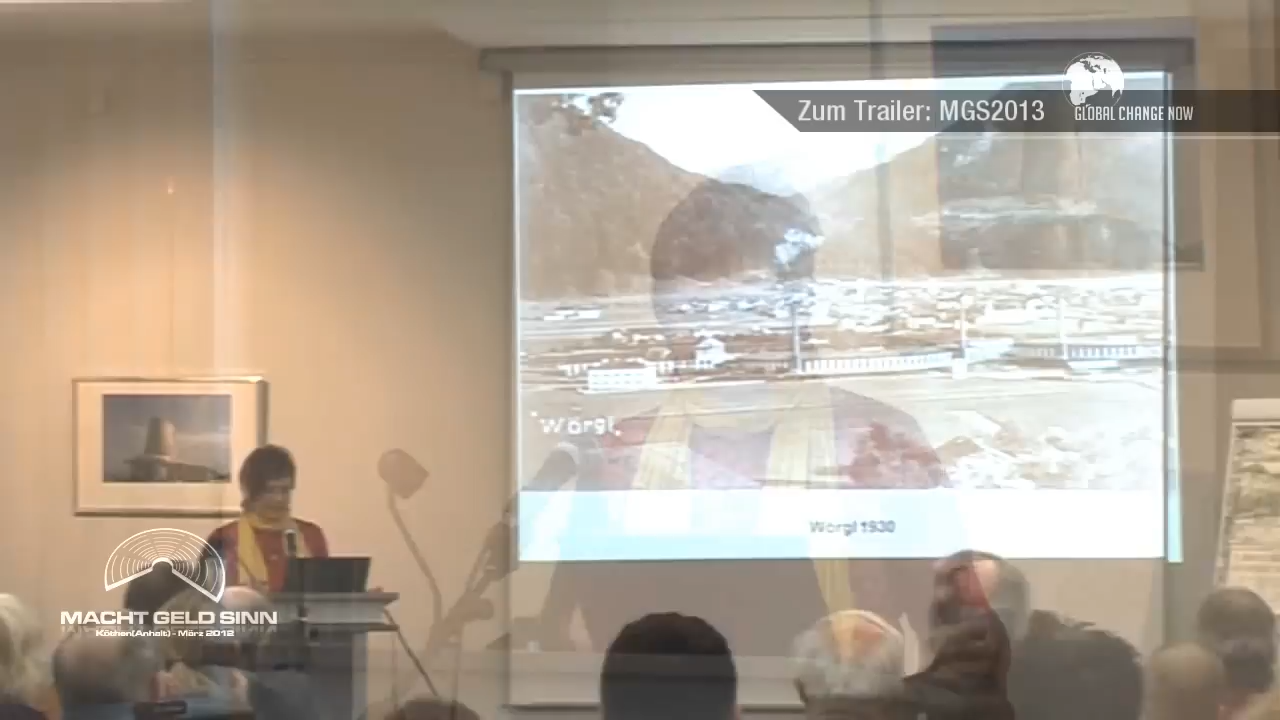 Zum Trailer: MGS2013
GLOBAL CHANGE NOW
Wörgl,
Wörgl 1930
MACHT GELD SINN
Köthen(Anhalt) - März 2012